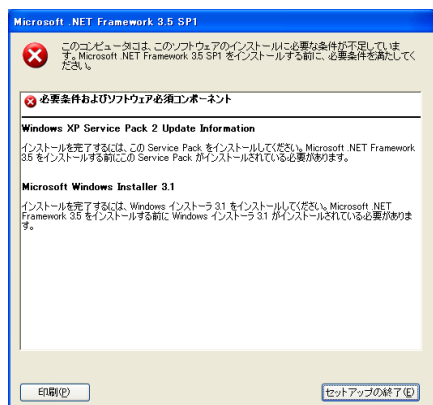 Microsoft .NET Framework 3.5 SP1
このコンピュータは、このソフトウェアのインストールに必要な条件が不足していま
す。Microsoft .NET Framework 3.5 SP1 をインストールする前に、必要条件を満たしてく
ださい。
必要条件およびソフトウェア必須コンポーネント
Windows XP Service Pack 2 Update Information
インストールを完了するには、この Service Pack をインストールしてください。Microsoft .NET Framework
3.5 をインストールする前にこの Service Pack がインストールされている必要があります。
Microsoft Windows Installer 3.1
インストールを完了するには、Windows インストーラ 3.1 をインストールしてください。Microsoft .NET
Framework 3.5 をインストールする前に Windows インストーラ 3.1 がインストールされている必要がありま
す。
印刷(P)
セットアップの終了(E)